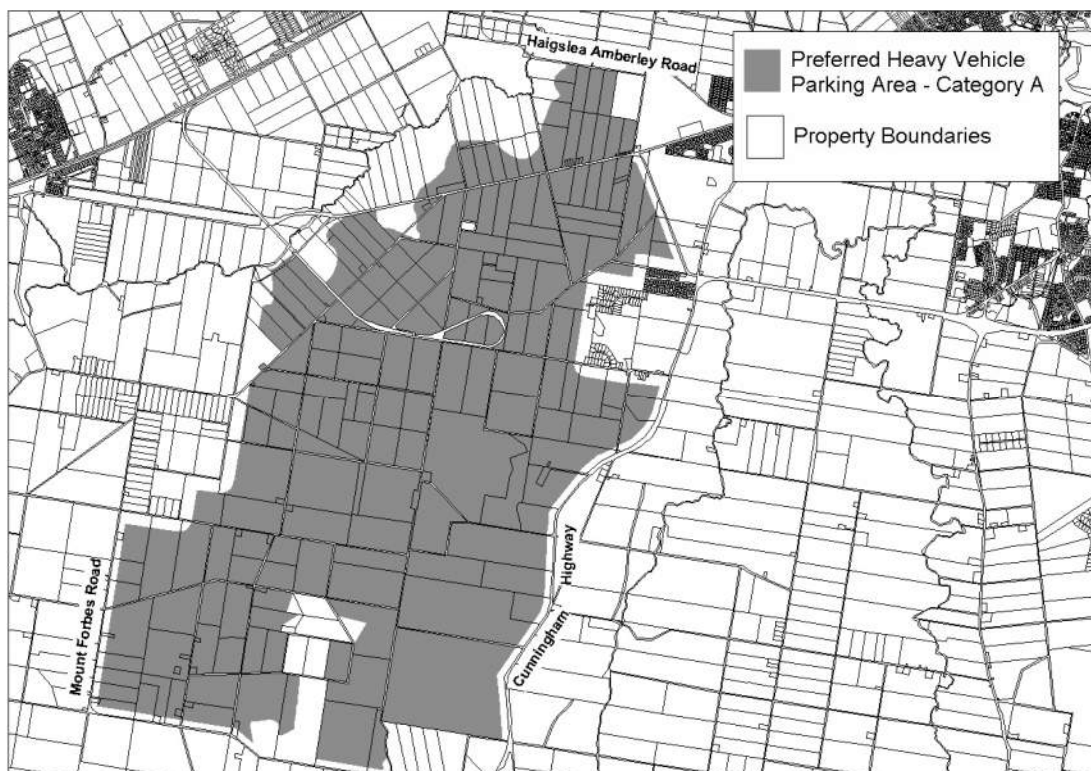 Haigslea Amberley Road
Preferred Heavy Vehicle
Parking Area - Category A
Property Boundaries
Mount Forbes Road
Cunningham Highway